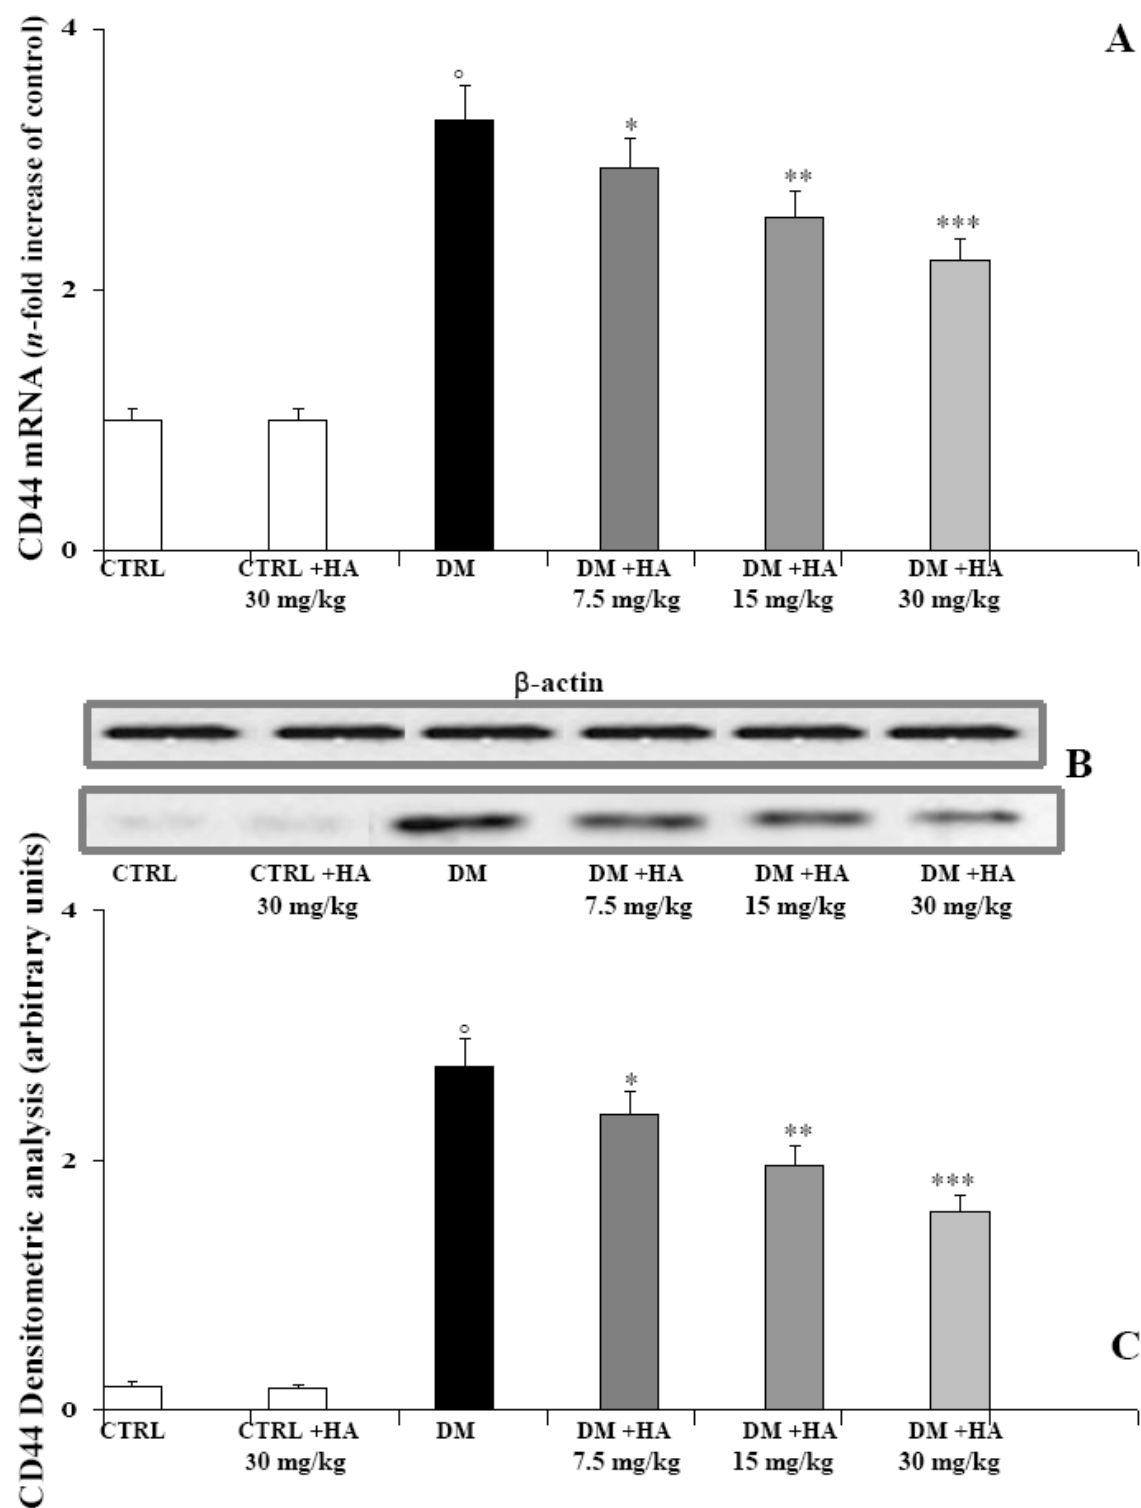 A
CD44 mRNA (n-fold increase of control)
4
2
0
°
*
**
***
CTRL CTRL +HA DM DM +HA DM +HA DM +HA
30 mg/kg 7.5 mg/kg 15 mg/kg 30 mg/kg
β-actin
B
CTRL CTRL +HA DM DM +HA DM +HA DM +HA
30 mg/kg 7.5 mg/kg 15 mg/kg 30 mg/kg
CD44 Densitometric analysis (arbitrary units)
4
2
0
°
*
**
***
C
CTRL CTRL +HA DM DM +HA DM +HA DM +HA
30 mg/kg 7.5 mg/kg 15 mg/kg 30 mg/kg